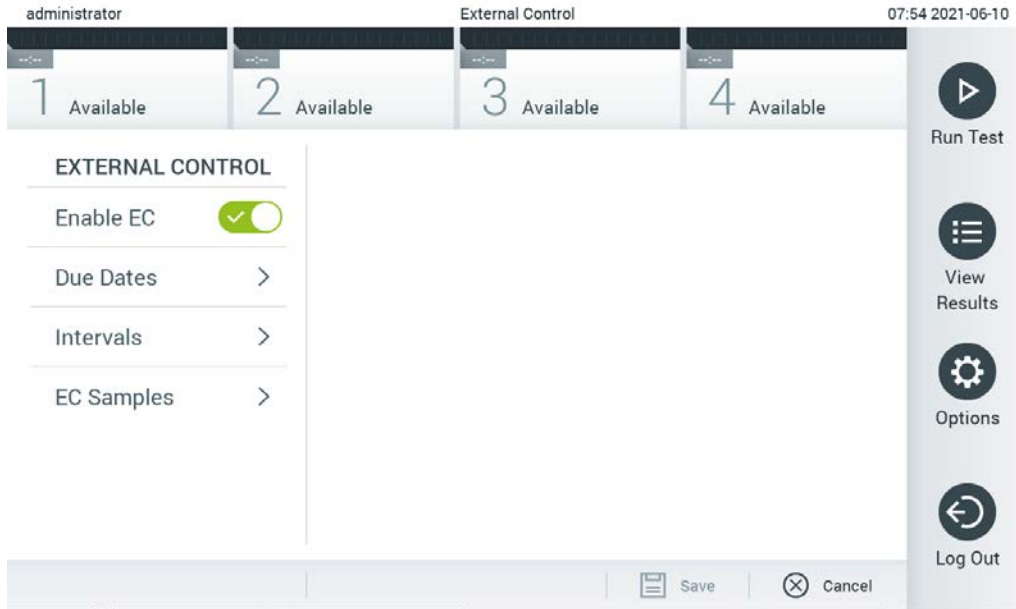 administrator External Control 07:54 2021-06-10
--:-- --:-- --:-- --:--
1 Available 2 Available 3 Available 4 Available
Run Test
EXTERNAL CONTROL
Enable EC
Due Dates
Intervals
EC Samples
View
Results
Options
Log Out
Save Cancel